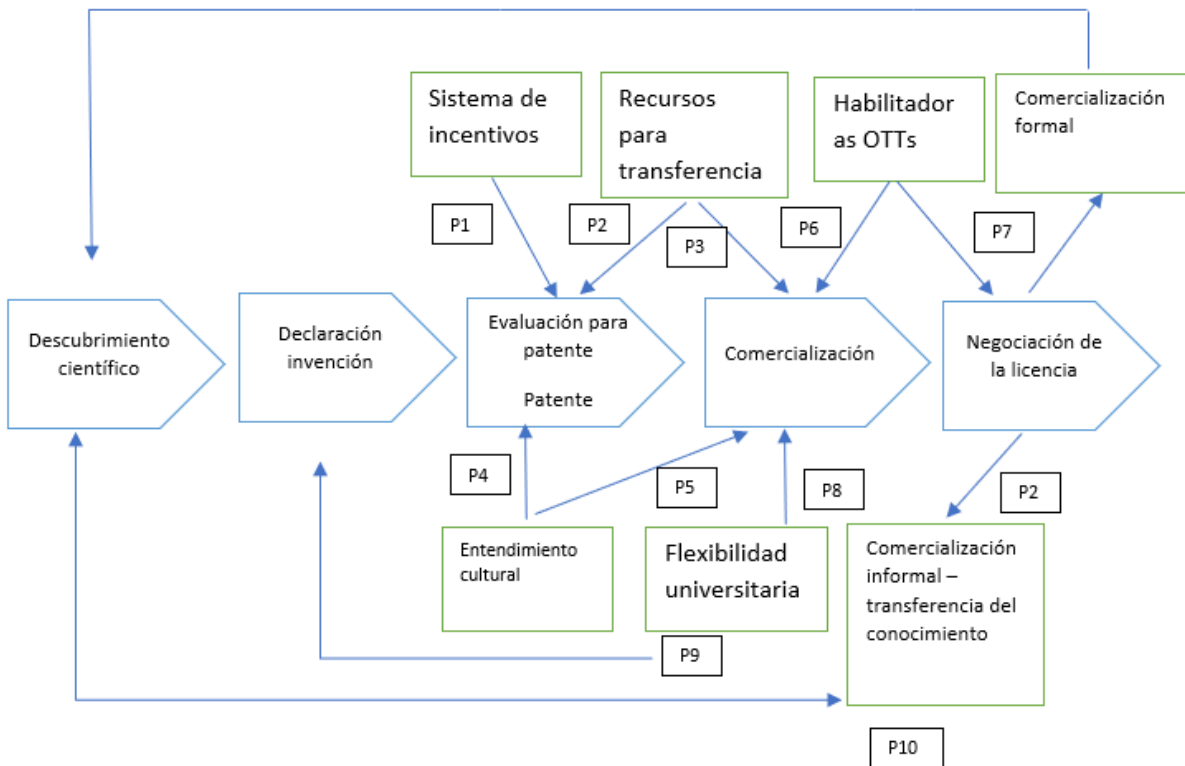 Sistema de
incentivos
Recursos
para
transferencia
Habilitador
as OTTs
Comercialización
formal
P1
P2
P3
P6
P7
Descubrimiento
científico
Declaración
invención
Evaluación para
patente
Patente
Comercialización
Negociación de
la licencia
P4
P5
P8
P2
Entendimiento
cultural
Flexibilidad
universitaria
Comercialización
informal –
transferencia del
conocimiento
P9
P10